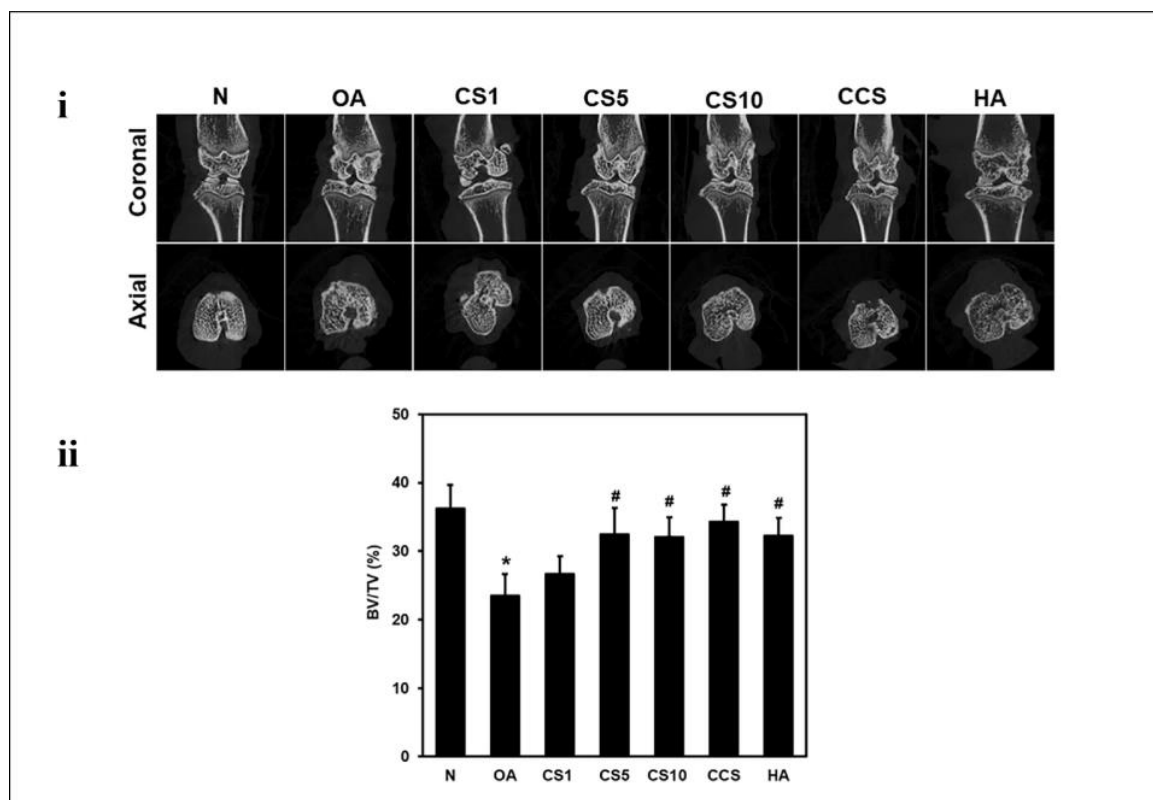 i
N OA CS1 CS5 CS10 CCS HA
Coronal
Axial
ii
50
40
30
20
10
0
BV/TV (%)
*
#
#
#
#
N OA CS1 CS5 CS10 CCS HA